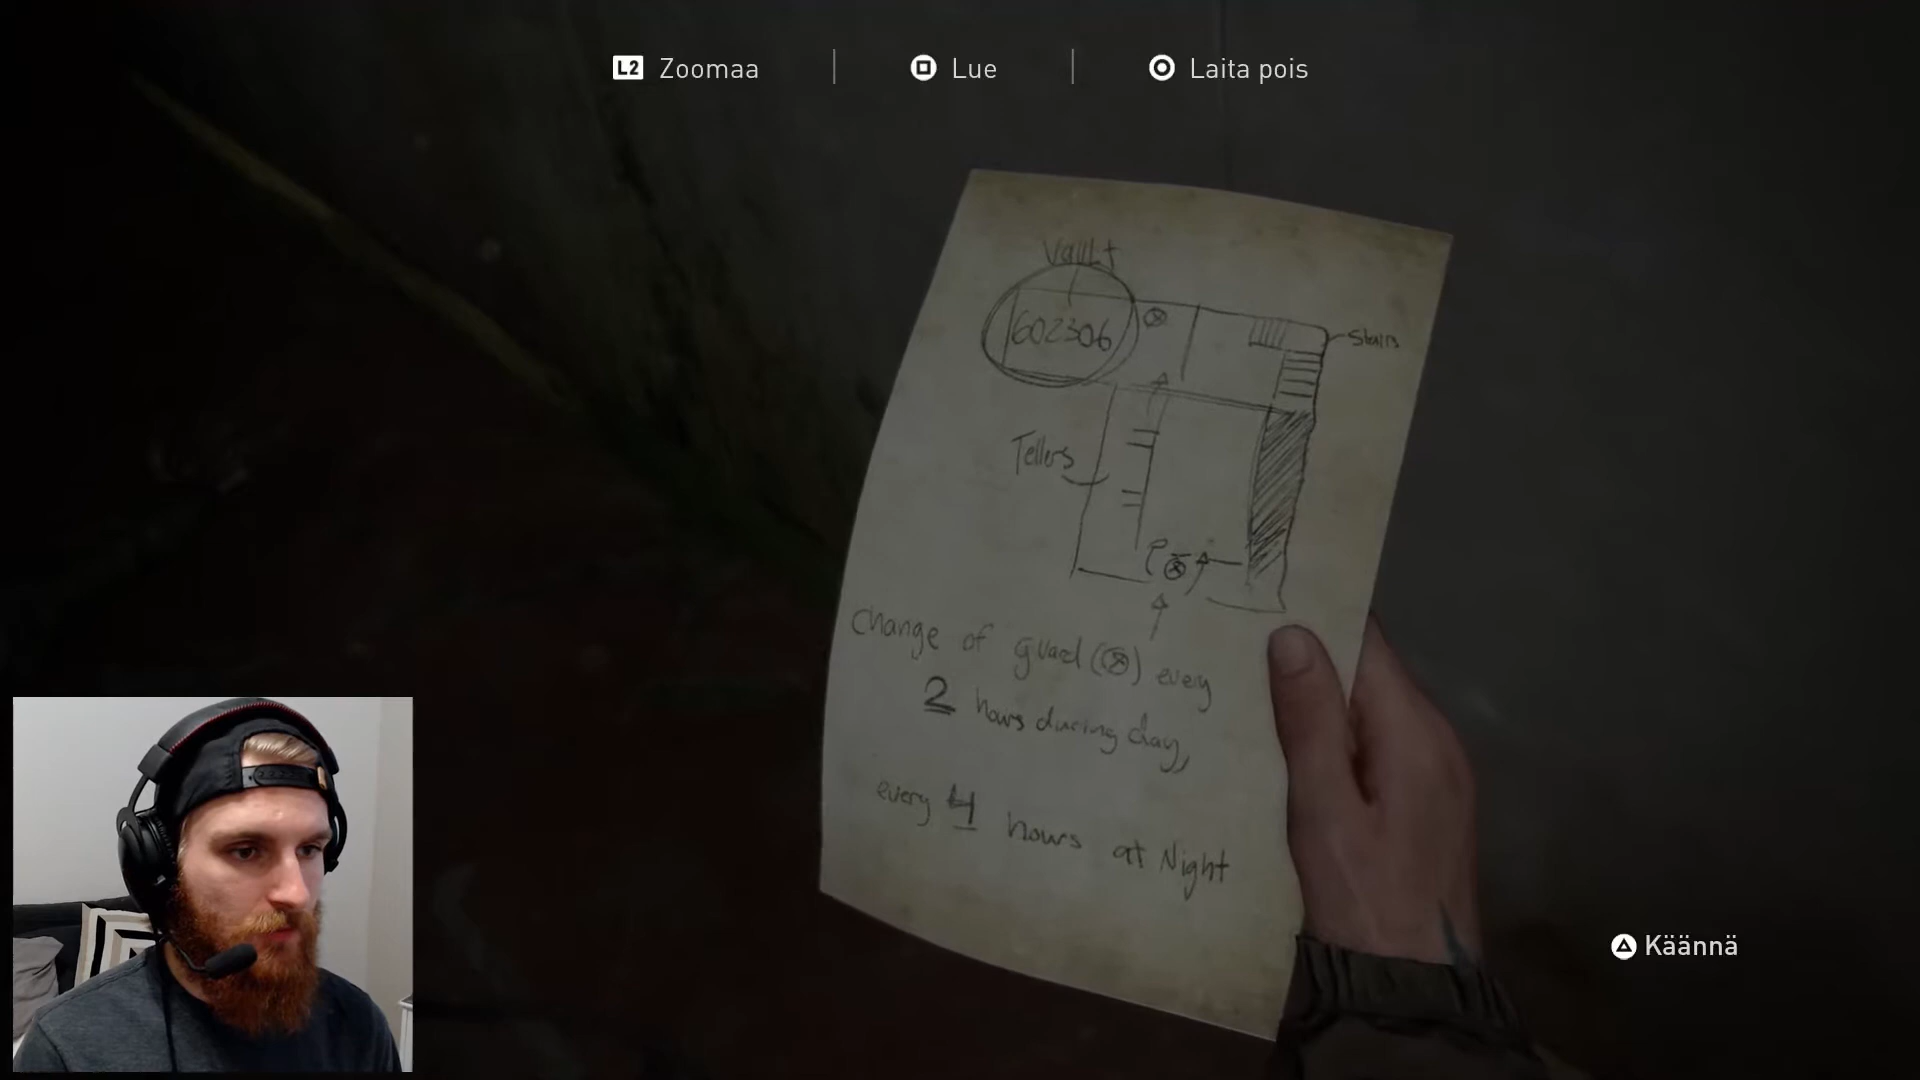 L2 Zoomaa
Lue
Laita pois
Vault
602306
Stairs
Tellers
Change of guard (⊗) every
2 hours during day,
every 4 hours at Night
Käännä